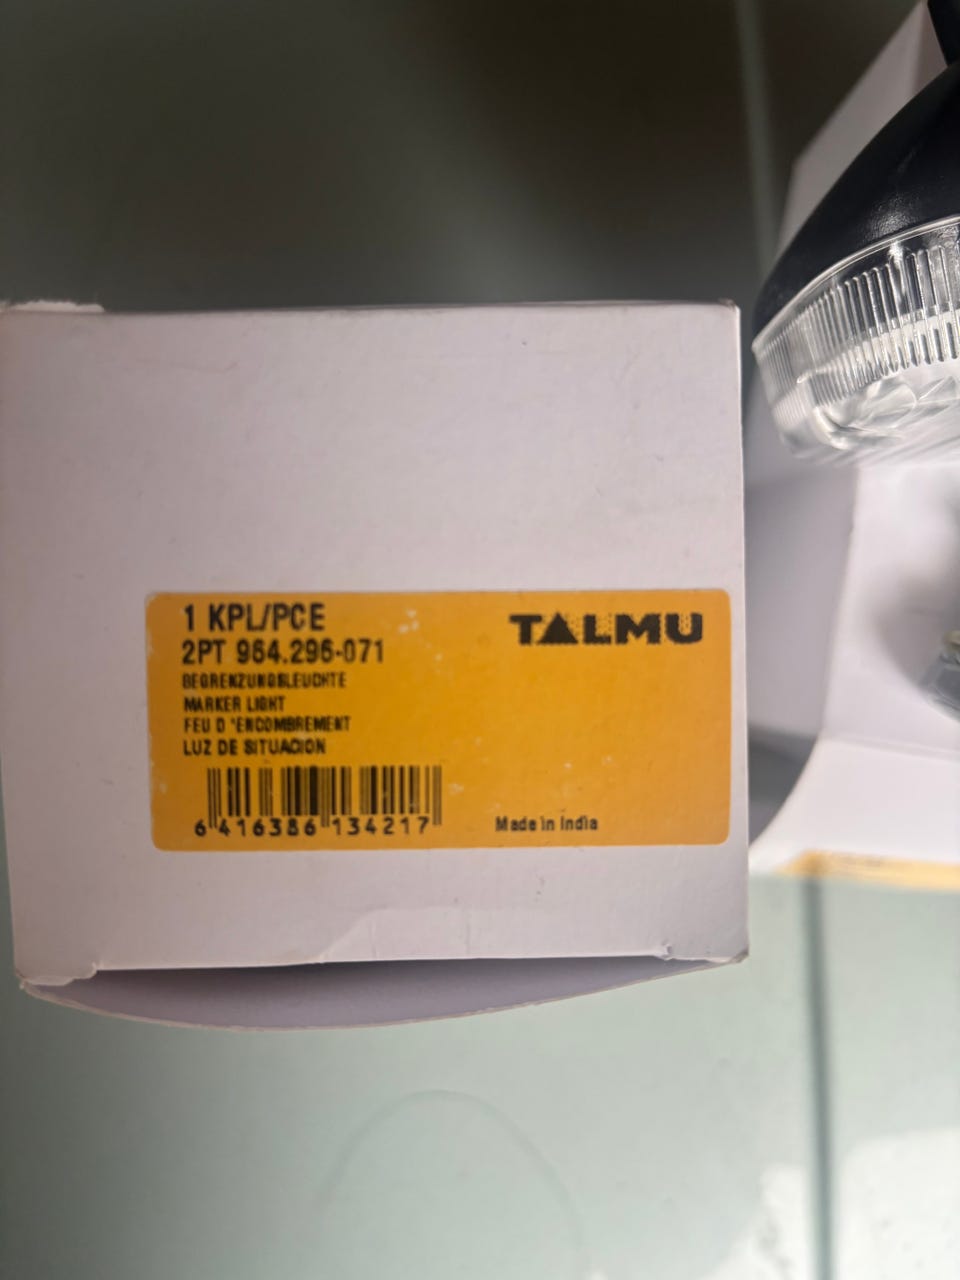 1 KPL/PCE
TALMU
2PT 964.296-071
BEGRENZUNGSLEUCHTE
MARKER LIGHT
FEU D 'ENCOMBREMENT
LUZ DE SITUACION
6 416386 134217
Made in India